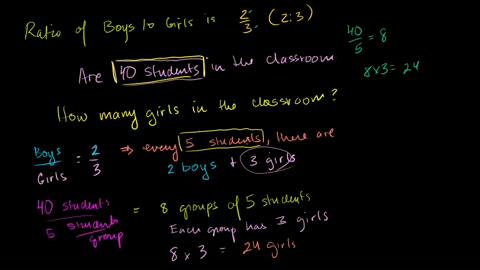 Ratio of Boys to Girls is 2/3 (2:3)
Are 40 students in the classroom
40/5 = 8
8x3 = 24
How many girls in the classroom?
Boys/Girls = 2/3 ⇒ every 5 students, there are
2 boys + 3 girls
40 students / 5 students/group = 8 groups of 5 students
Each group has 3 girls
8 x 3 = 24 girls